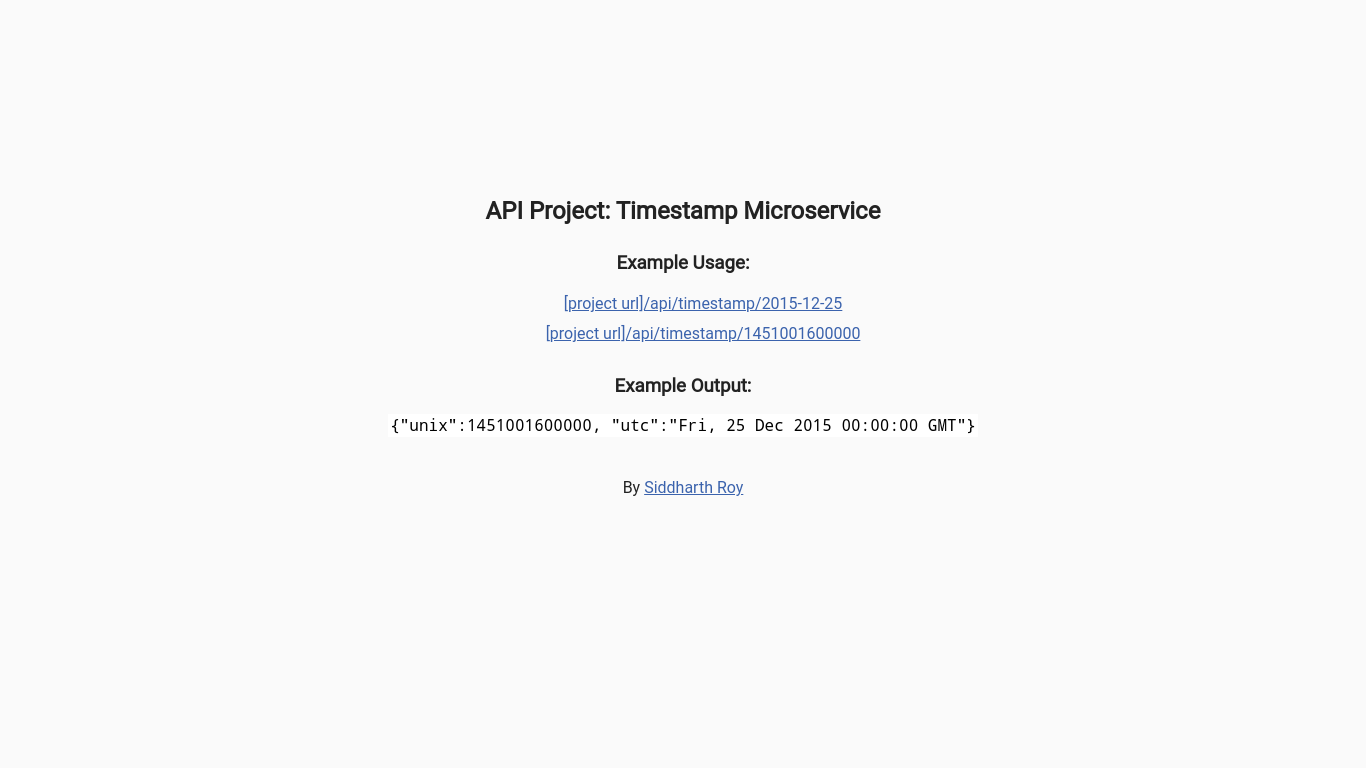 API Project: Timestamp Microservice
Example Usage:
[project url]/api/timestamp/2015-12-25
[project url]/api/timestamp/1451001600000
Example Output:
{"unix":1451001600000, "utc":"Fri, 25 Dec 2015 00:00:00 GMT"}
By Siddharth Roy